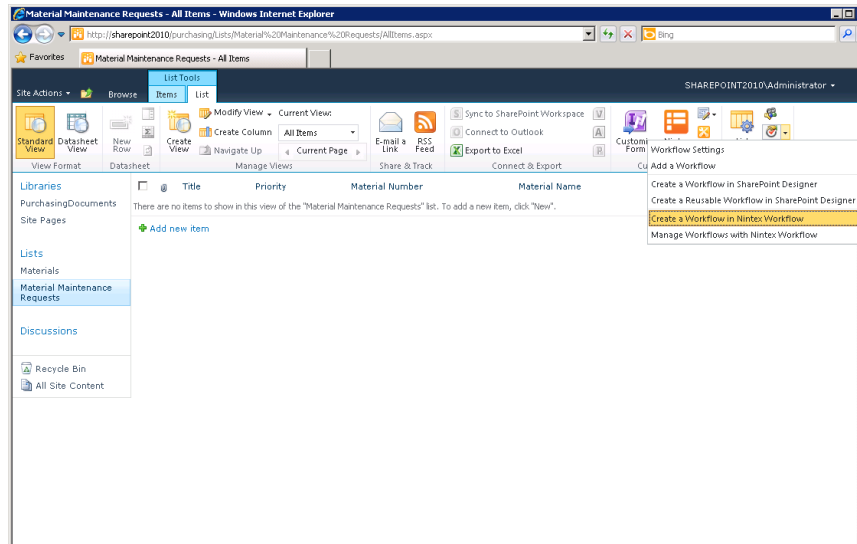 Material Maintenance Requests - All Items - Windows Internet Explorer
http://sharepoint2010/purchasing/Lists/Material%20Maintenance%20Requests/AllItems.aspx
Bing
Favorites
Material Maintenance Requests - All Items
List Tools
Site Actions
Browse
Items
List
SHAREPOINT2010\Administrator
Standard View
Datasheet View
New Row
Create View
Modify View
Create Column
Navigate Up
Current View:
All Items
Current Page
E-mail a Link
RSS Feed
Sync to SharePoint Workspace
Connect to Outlook
Export to Excel
Form
View Format
Datasheet
Manage Views
Share & Track
Connect & Export
Workflow Settings
Add a Workflow
Create a Workflow in SharePoint Designer
Create a Reusable Workflow in SharePoint Designer
Create a Workflow in Nintex Workflow
Manage Workflows with Nintex Workflow
Libraries
PurchasingDocuments
Site Pages
Lists
Materials
Material Maintenance
Requests
Discussions
Recycle Bin
All Site Content
Title
Priority
Material Number
Material Name
There are no items to show in this view of the "Material Maintenance Requests" list. To add a new item, click "New".
Add new item